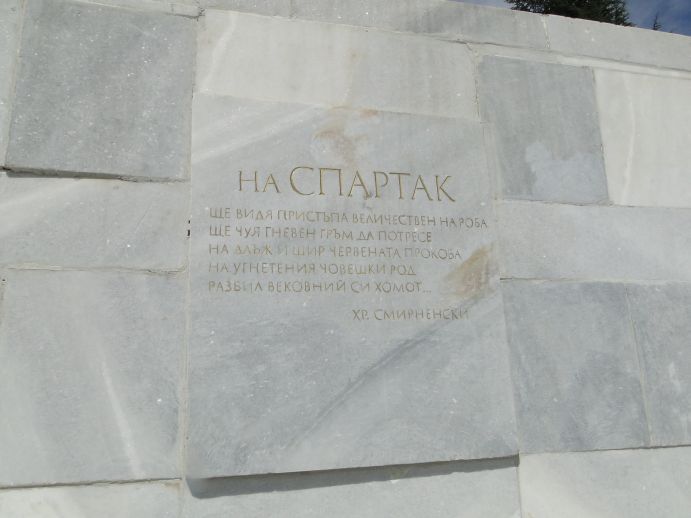 НА СПАРТАК
ЩЕ ВИДЯ ПРИСТЪПА ВЕЛИЧЕСТВЕН НА РОБА
ЩЕ ЧУЯ ГНЕВЕН ГРЪМ ДА ПОТРЕСЕ
НА ДЛЪЖ И ШИР ЧЕРВЕНАТА ПРОКОБА
НА УГНЕТЕНИЯ ЧОВЕШКИ РОД
РАЗБИЛ ВЕКОВНИЙ СИ ХОМОТ...
ХР. СМИРНЕНСКИ